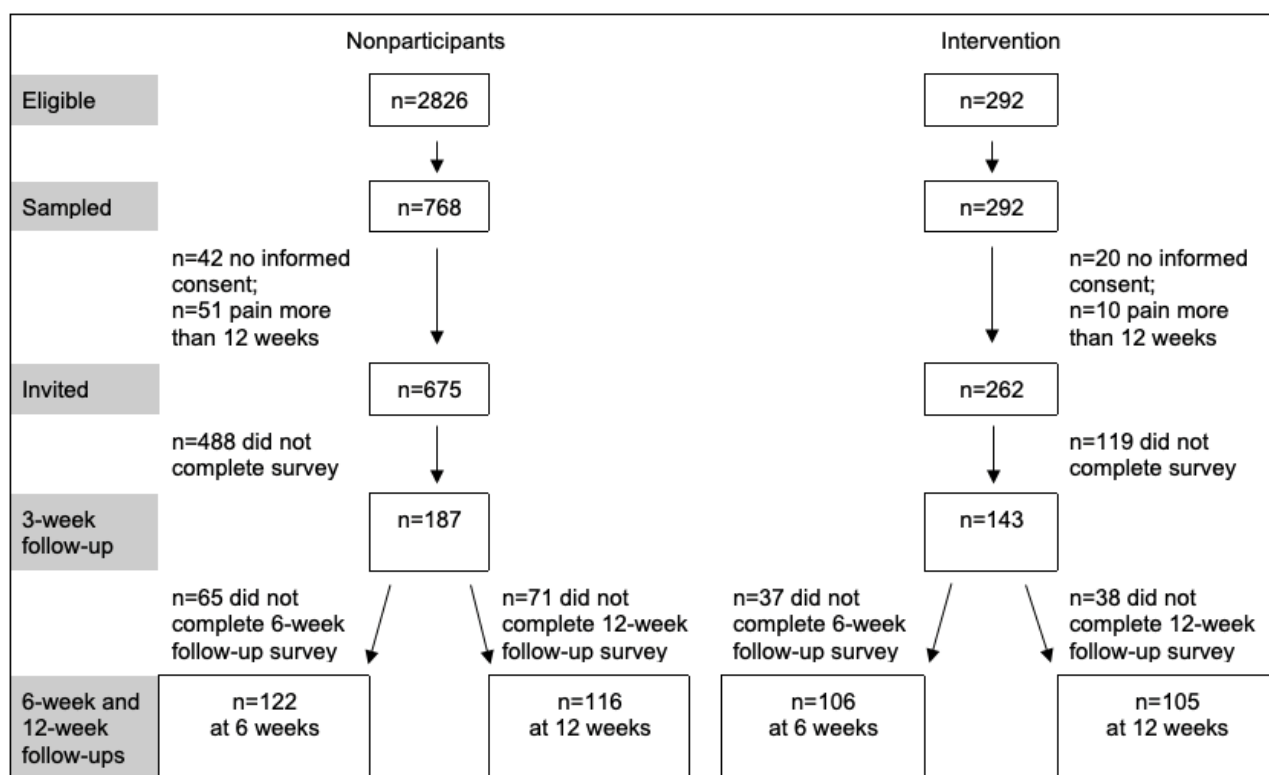 Nonparticipants
Intervention
Eligible
n=2826
n=292
Sampled
n=768
n=292
n=42 no informed
consent;
n=51 pain more
than 12 weeks
n=20 no informed
consent;
n=10 pain more
than 12 weeks
Invited
n=675
n=262
n=488 did not
complete survey
n=119 did not
complete survey
3-week
follow-up
n=187
n=143
n=65 did not
complete 6-week
follow-up survey
n=71 did not
complete 12-week
follow-up survey
n=37 did not
complete 6-week
follow-up survey
n=38 did not
complete 12-week
follow-up survey
6-week and
12-week
follow-ups
n=122
at 6 weeks
n=116
at 12 weeks
n=106
at 6 weeks
n=105
at 12 weeks